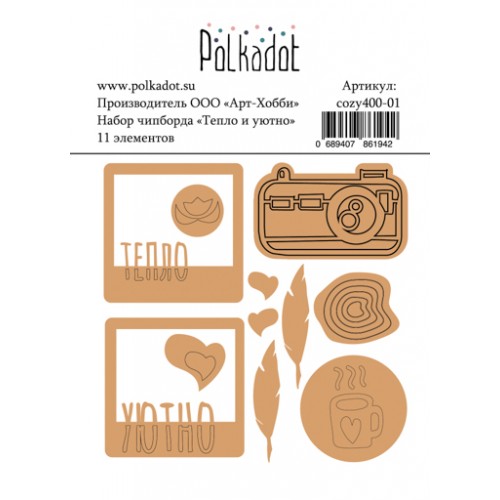 Polkadot
www.polkadot.su
Производитель ООО «Арт-Хобби»
Набор чипборда «Тепло и уютно»
11 элементов
Артикул:
cozy400-01
0 689407 861942
ТЕПЛО
УЮТНО